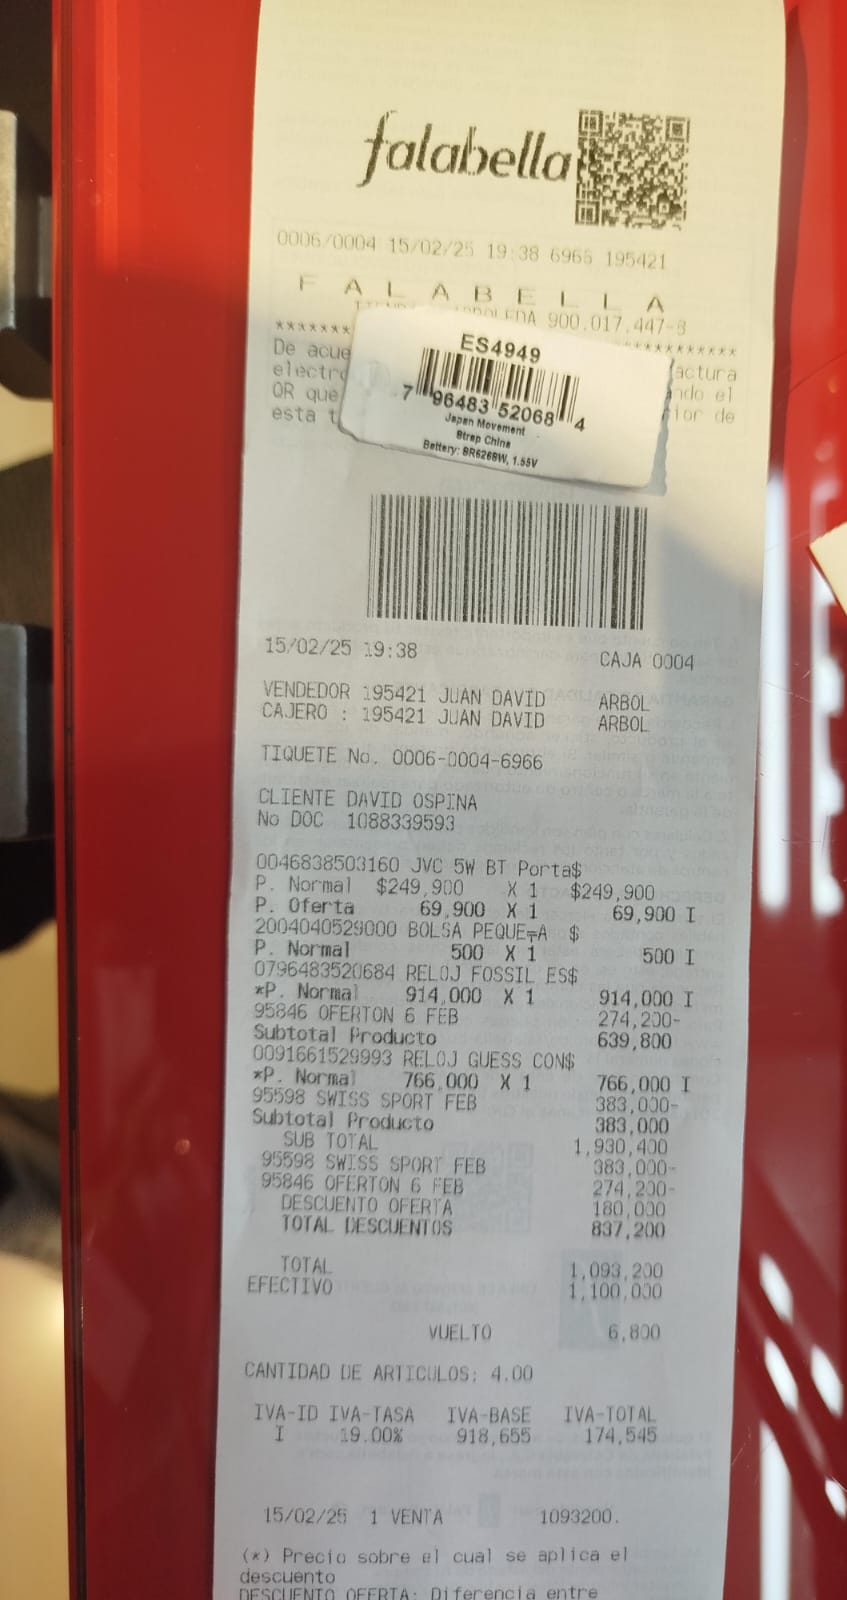 falabella
0006/0004 15/02/25 19:38 6966 195421
F A L A B E L L A
900.017.447-8
*******
***********
De acue
actura
electro
ndo el
QR que
rior de
esta t
ES4949
7 96483 52068 4
Japan Movement
Strap China
Battery: SR626SW, 1.55V
15/02/25 19:38 CAJA 0004
VENDEDOR 195421 JUAN DAVID ARBOL
CAJERO : 195421 JUAN DAVID ARBOL
TIQUETE No. 0006-0004-6966
CLIENTE DAVID OSPINA
No DOC 1088339593
0046838503160 JVC 5W BT Porta$
P. Normal $249,900 X 1 $249,900
P. Oferta 69,900 X 1 69,900 I
2004040529000 BOLSA PEQUE╤A $
P. Normal 500 X 1 500 I
0796483520684 RELOJ FOSSIL ES$
*P. Normal 914,000 X 1 914,000 I
95846 OFERTON 6 FEB 274,200-
Subtotal Producto 639,800
0091661529993 RELOJ GUESS CON$
*P. Normal 766,000 X 1 766,000 I
95598 SWISS SPORT FEB 383,000-
Subtotal Producto 383,000
SUB TOTAL 1,930,400
95598 SWISS SPORT FEB 383,000-
95846 OFERTON 6 FEB 274,200-
DESCUENTO OFERTA 180,000
TOTAL DESCUENTOS 837,200
TOTAL 1,093,200
EFECTIVO 1,100,000
VUELTO 6,800
CANTIDAD DE ARTICULOS: 4.00
IVA-ID IVA-TASA IVA-BASE IVA-TOTAL
I 19.00% 918,655 174,545
15/02/25 1 VENTA 1093200.
(*) Precio sobre el cual se aplica el
descuento
DESCUENTO OFERTA: Diferencia entre